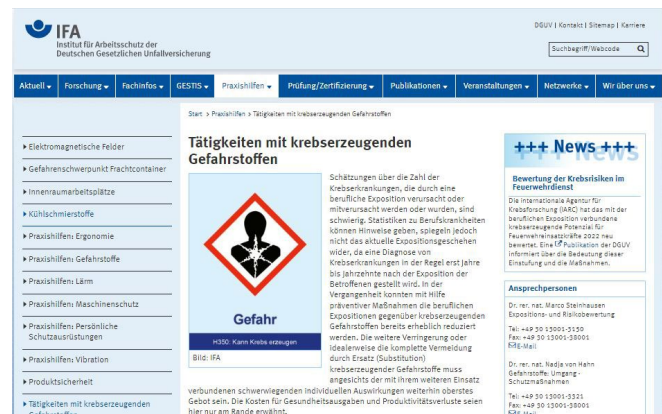 DGUV | Kontakt | Sitemap | Karriere
IFA
Institut für Arbeitsschutz der
Deutschen Gesetzlichen Unfallversicherung
Suchbegriff/Webcode
Aktuell Forschung Fachinfos GESTIS Praxishilfen Prüfung/Zertifizierung Publikationen Veranstaltungen Netzwerke Wir über uns
Start > Praxishilfen > Tätigkeiten mit krebserzeugenden Gefahrstoffen
Elektromagnetische Felder
Gefahrenschwerpunkt Frachtcontainer
Innenraumarbeitsplätze
Kühlschmierstoffe
Praxishilfen: Ergonomie
Praxishilfen: Gefahrstoffe
Praxishilfen: Lärm
Praxishilfen: Maschinenschutz
Praxishilfen: Persönliche
Schutzausrüstungen
Praxishilfen: Vibration
Produktsicherheit
Tätigkeiten mit krebserzeugenden
Gefahrstoffen
Tätigkeiten mit krebserzeugenden
Gefahrstoffen
Gefahr
H350: Kann Krebs erzeugen
Bild: IFA
Schätzungen über die Zahl der
Krebserkrankungen, die durch eine
berufliche Exposition verursacht oder
mitverursacht werden oder wurden, sind
schwierig. Statistiken zu Berufskrankheiten
können Hinweise geben, spiegeln jedoch
nicht das aktuelle Expositionsgeschehen
wider, da eine Diagnose von
Krebserkrankungen in der Regel erst Jahre
bis Jahrzehnte nach der Exposition der
Betroffenen gestellt wird. In der
Vergangenheit konnten mit Hilfe
präventiver Maßnahmen die beruflichen
Expositionen gegenüber krebserzeugenden
Gefahrstoffen bereits erheblich reduziert
werden. Die weitere Verringerung oder
idealerweise die komplette Vermeidung
durch Ersatz (Substitution)
krebserzeugender Gefahrstoffe muss
angesichts der mit ihrem weiteren Einsatz
verbundenen schwerwiegenden individuellen Auswirkungen weiterhin oberstes
Gebot sein. Die Kosten für Gesundheitsausgaben und Produktivitätsverluste seien
hier nur am Rande erwähnt.
+++ News +++
Bewertung der Krebsrisiken im
Feuerwehrdienst
Die internationale Agentur für
Krebsforschung (IARC) hat das mit der
beruflichen Exposition verbundene
krebserzeugende Potenzial für
Feuerwehreinsatzkräfte 2022 neu
bewertet. Eine Publikation der DGUV
informiert über die Bedeutung dieser
Einstufung und die Maßnahmen.
Ansprechpersonen
Dr. rer. nat. Marco Steinhausen
Expositions- und Risikobewertung
Tel: +49 30 13001-3150
Fax: +49 30 13001-38001
E-Mail
Dr. rer. nat. Nadja von Hahn
Gefahrstoffe: Umgang -
Schutzmaßnahmen
Tel: +49 30 13001-3321
Fax: +49 30 13001-38001
E-Mail